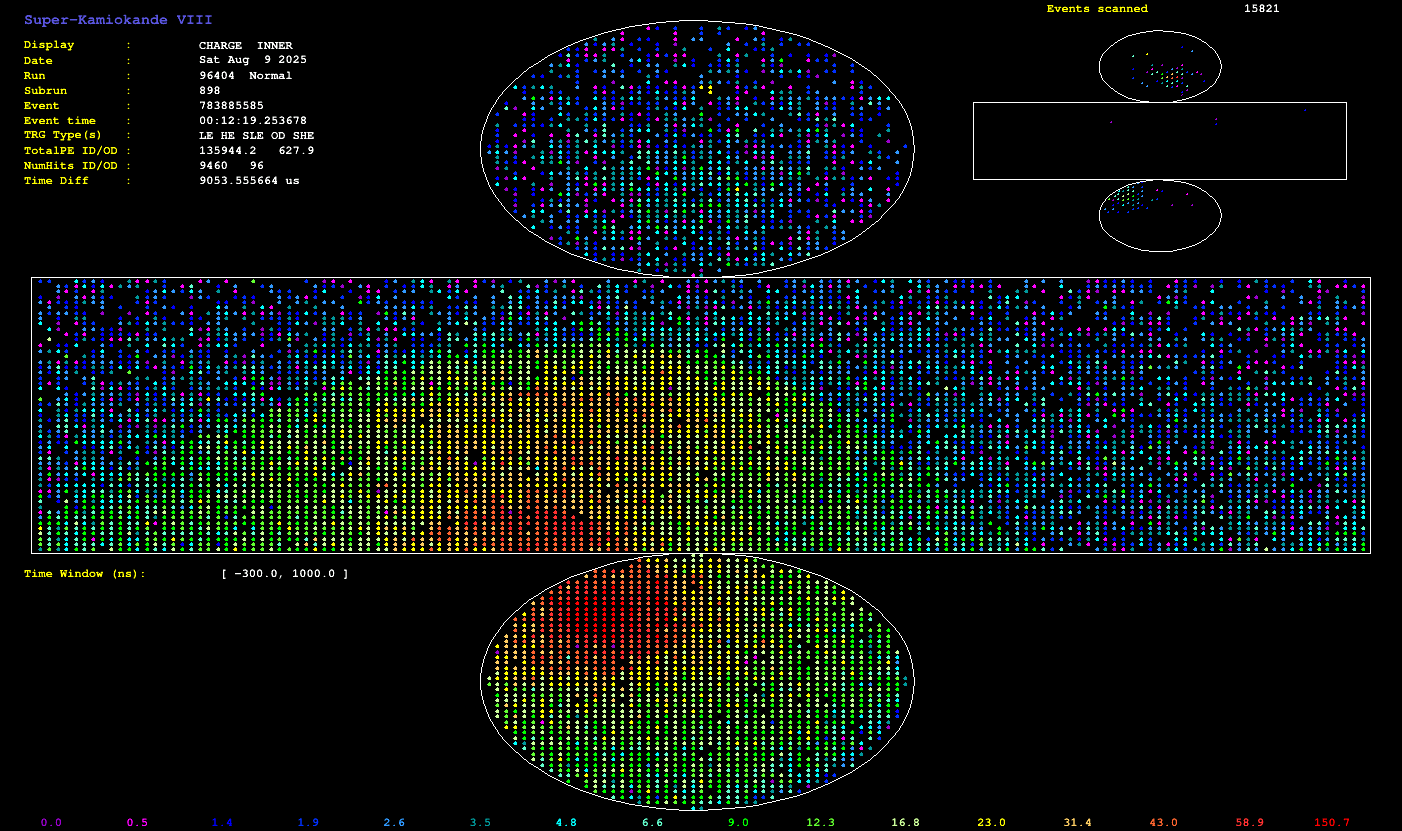 Super-Kamiokande VIII
Events scanned 15821
Display : CHARGE INNER
Date : Sat Aug 9 2025
Run : 96404 Normal
Subrun : 898
Event : 783885585
Event time : 00:12:19.253678
TRG Type(s) : LE HE SLE OD SHE
TotalPE ID/OD : 135944.2 627.9
NumHits ID/OD : 9460 96
Time Diff : 9053.555664 us
Time Window (ns): [ -300.0, 1000.0 ]
0.0 0.5 1.4 1.9 2.6 3.5 4.8 6.6 9.0 12.3 16.8 23.0 31.4 43.0 58.9 150.7